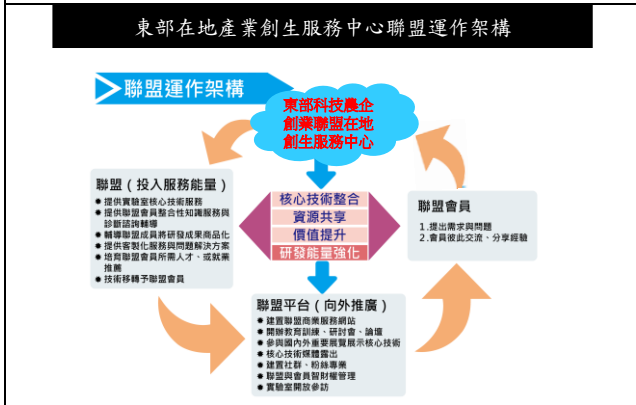 東部在地產業創生服務中心聯盟運作架構
聯盟運作架構
東部科技農企
創業聯盟在地
創生服務中心
聯盟（投入服務能量）
● 提供實驗室核心技術服務
● 提供聯盟會員整合性知識服務與
診斷諮詢輔導
● 輔導聯盟成員將研發成果商品化
● 提供客製化服務與問題解決方案
● 培育聯盟會員所需人才、或就業
推薦
● 技術移轉予聯盟會員
核心技術整合
資源共享
價值提升
研發能量強化
聯盟會員
1.提出需求與問題
2.會員彼此交流、分享經驗
聯盟平台（向外推廣）
● 建置聯盟商業服務網站
● 開辦教育訓練、研討會、論壇
● 參與國內外重要展覽展示核心技術
● 核心技術媒體露出
● 建置社群、粉絲專業
● 聯盟與會員智財權管理
● 實驗室開放參訪